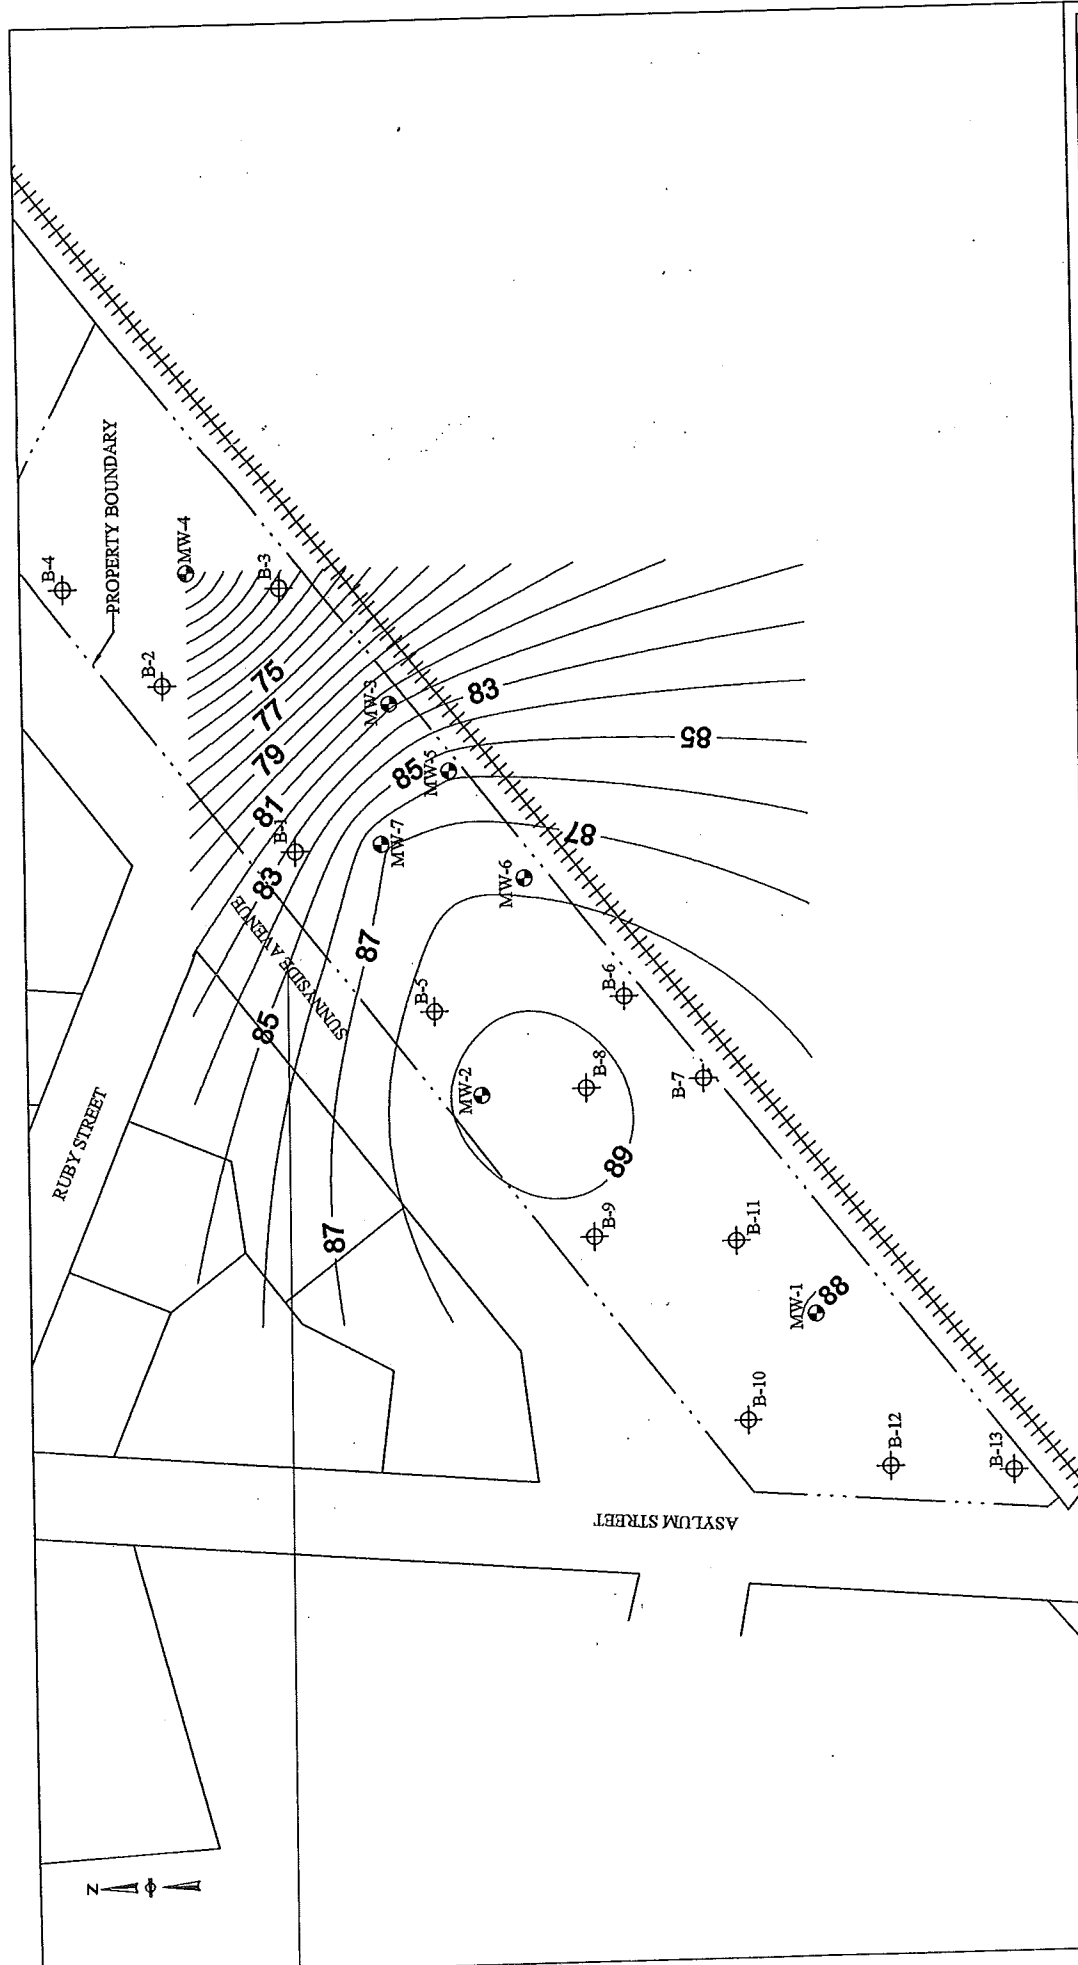 B-4
PROPERTY BOUNDARY
MW-4
B-2
B-3
75
77
MW-3
83
79
85
81
85
MW-5
B-1
MW-7
87
83
MW-6
SUNNYSIDE AVENUE
87
B-5
B-6
85
RUBY STREET
MW-2
B-8
B-7
89
87
B-9
B-11
MW-1
88
B-10
B-12
B-13
ASYLUM STREET
N